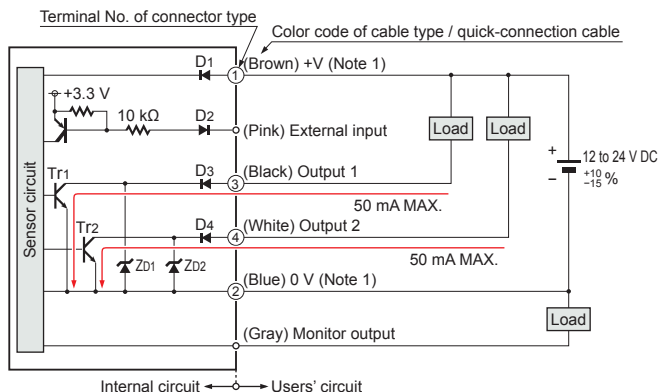 Terminal No. of connector type
Color code of cable type / quick-connection cable
D1
1
(Brown) +V (Note 1)
+3.3 V
10 kΩ
D2
(Pink) External input
Load
Load
+
−
12 to 24 V DC
+10
−15 %
Sensor circuit
Tr1
D3
3
(Black) Output 1
50 mA MAX.
Tr2
D4
4
(White) Output 2
50 mA MAX.
ZD1
ZD2
2
(Blue) 0 V (Note 1)
Load
(Gray) Monitor output
Internal circuit
Users' circuit